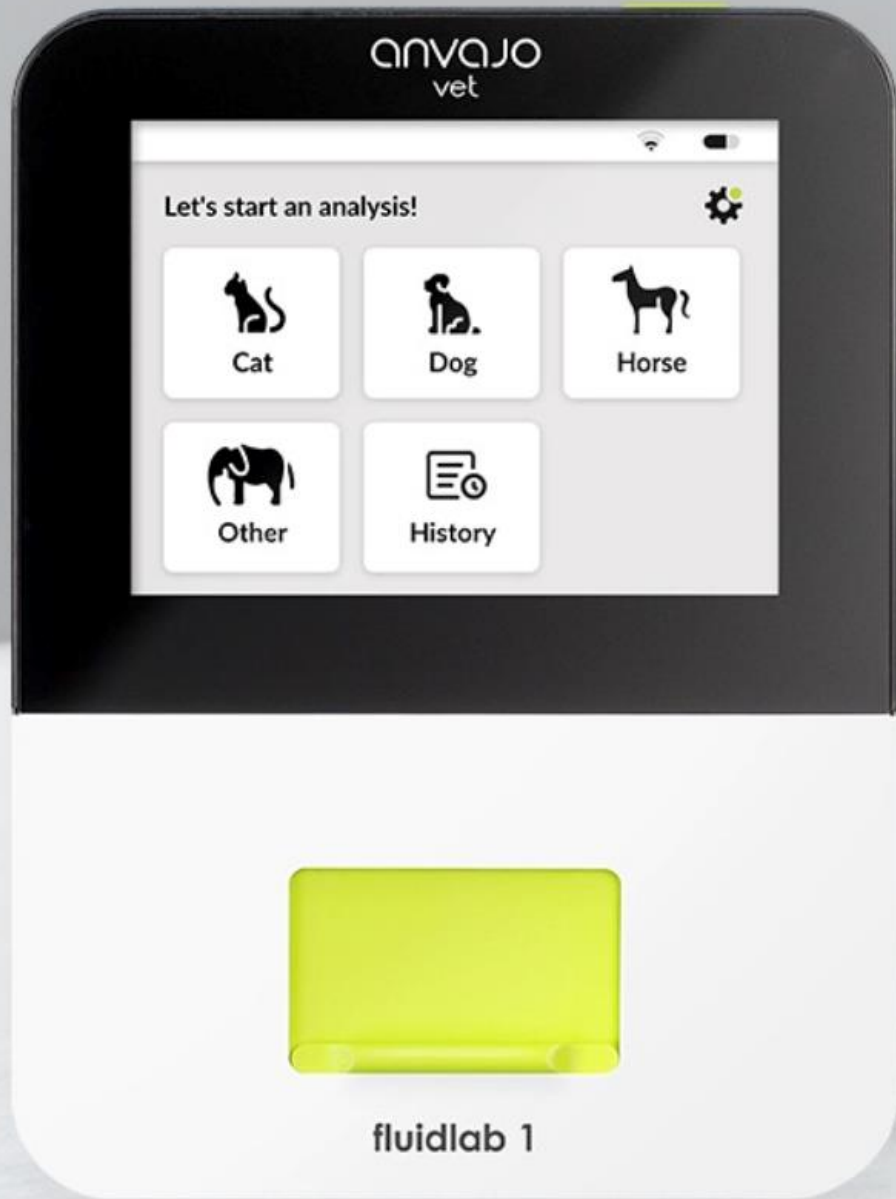 anvajo
vet
Let's start an analysis!
Cat
Dog
Horse
Other
History
fluidlab 1